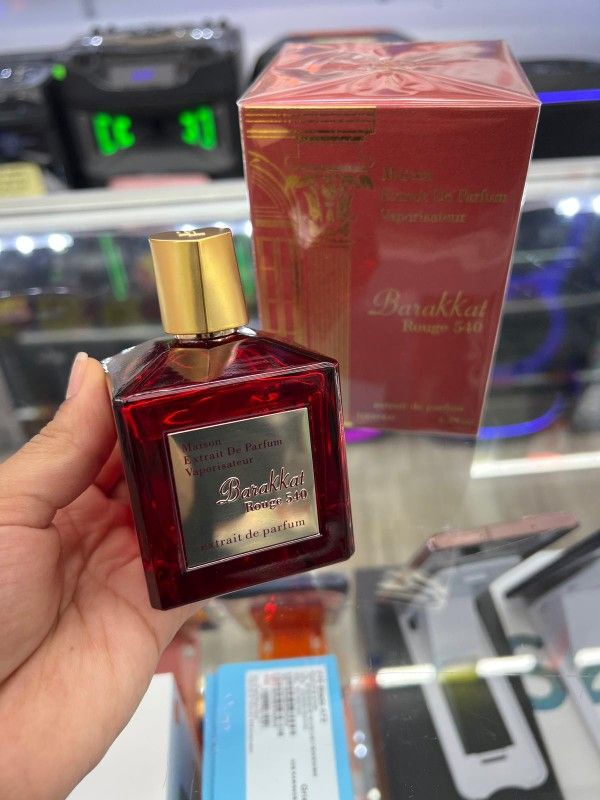 Maison
Extrait De Parfum
Vaporisateur
Barakkat
Rouge 540
extrait de parfum
Maison
Extrait De Parfum
Vaporisateur
Barakkat
Rouge 540
extrait de parfum